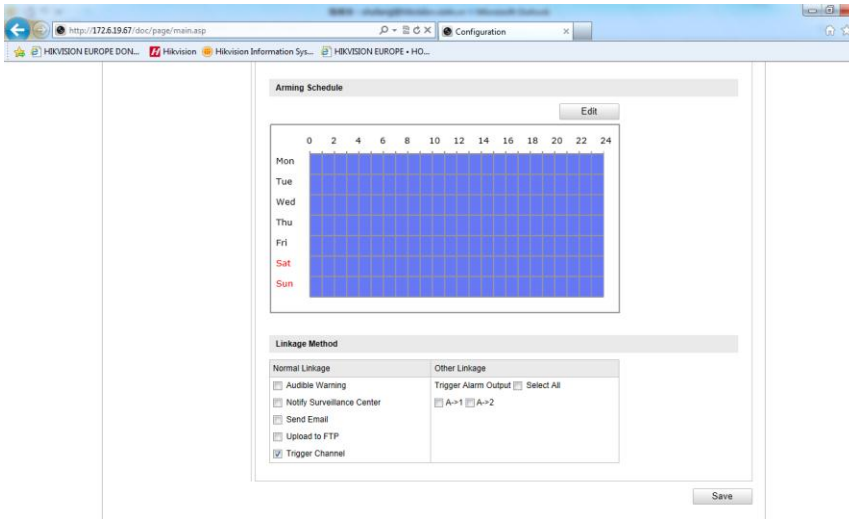 http://172.6.19.67/doc/page/main.asp
Configuration
HIKVISION EUROPE DON... Hikvision Hikvision Information Sys... HIKVISION EUROPE • HO...
Arming Schedule
Edit
0 2 4 6 8 10 12 14 16 18 20 22 24
Mon
Tue
Wed
Thu
Fri
Sat
Sun
Linkage Method
Normal Linkage Other Linkage
Audible Warning Trigger Alarm Output Select All
Notify Surveillance Center A->1 A->2
Send Email
Upload to FTP
Trigger Channel
Save